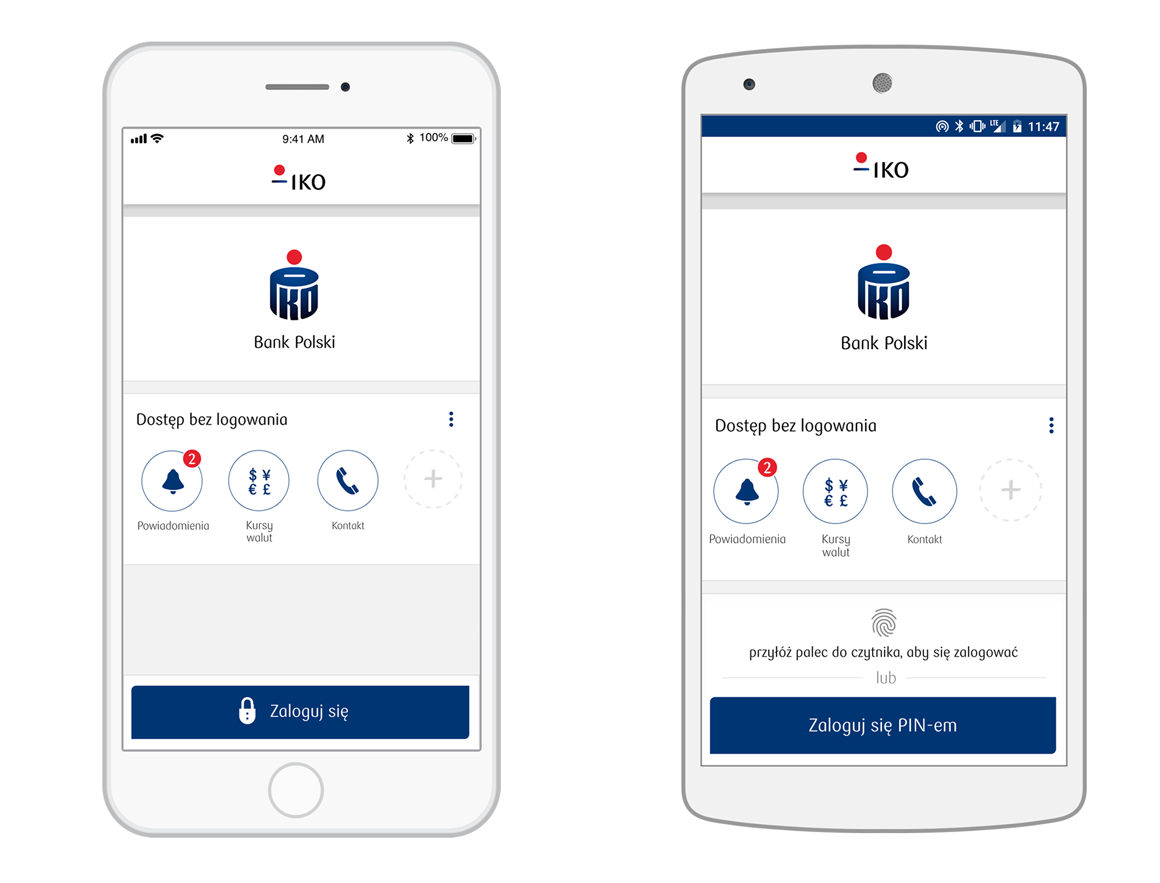 9:41 AM
100%
IKO
PKO
Bank Polski
Dostęp bez logowania
2
$ ¥
€ £
Powiadomienia
Kursy
walut
Kontakt
+
Zaloguj się
LTE
11:47
IKO
PKO
Bank Polski
Dostęp bez logowania
2
$ ¥
€ £
Powiadomienia
Kursy
walut
Kontakt
+
przyłóż palec do czytnika, aby się zalogować
lub
Zaloguj się PIN-em